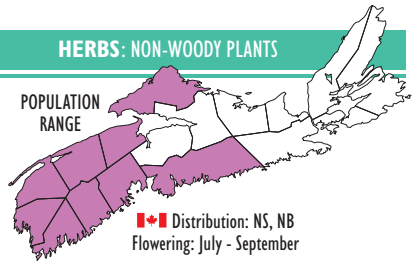 HERBS: NON-WOODY PLANTS
POPULATION
RANGE
Distribution: NS, NB
Flowering: July - September